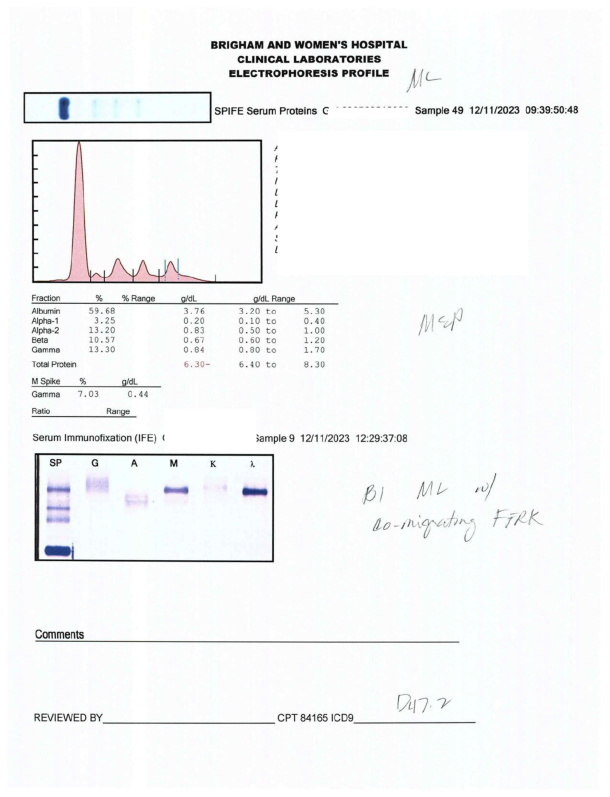 BRIGHAM AND WOMEN'S HOSPITAL
CLINICAL LABORATORIES
ELECTROPHORESIS PROFILE
ML
SPIFE Serum Proteins Sample 49 12/11/2023 09:39:50:48
Fraction % % Range g/dL g/dL Range
Albumin 59.68 3.76 3.20 to 5.30
Alpha-1 3.25 0.20 0.10 to 0.40
Alpha-2 13.20 0.83 0.50 to 1.00
Beta 10.57 0.67 0.60 to 1.20
Gamma 13.30 0.84 0.80 to 1.70
Total Protein 6.30- 6.40 to 8.30
M Spike % g/dL
Gamma 7.03 0.44
Ratio Range
Serum Immunofixation (IFE) Sample 9 12/11/2023 12:29:37:08
SP G A M K λ
ML w/
co-migrating
Comments
D47.2
REVIEWED BY CPT 84165 ICD9